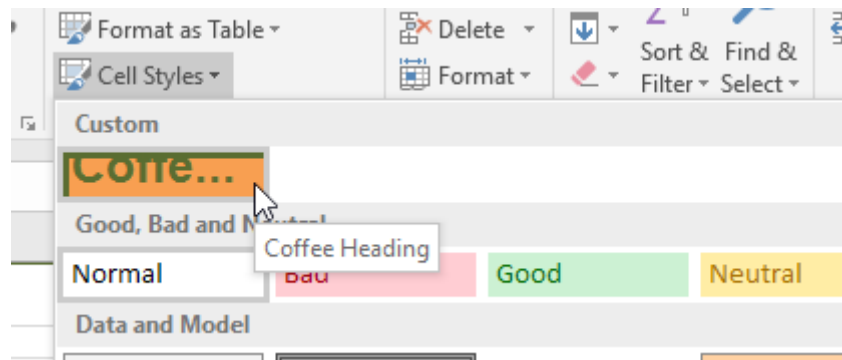 Format as Table
Delete
Cell Styles
Format
Sort & Filter
Find & Select
Custom
Coffe...
Good, Bad and Neutral
Coffee Heading
Normal
Bad
Good
Neutral
Data and Model